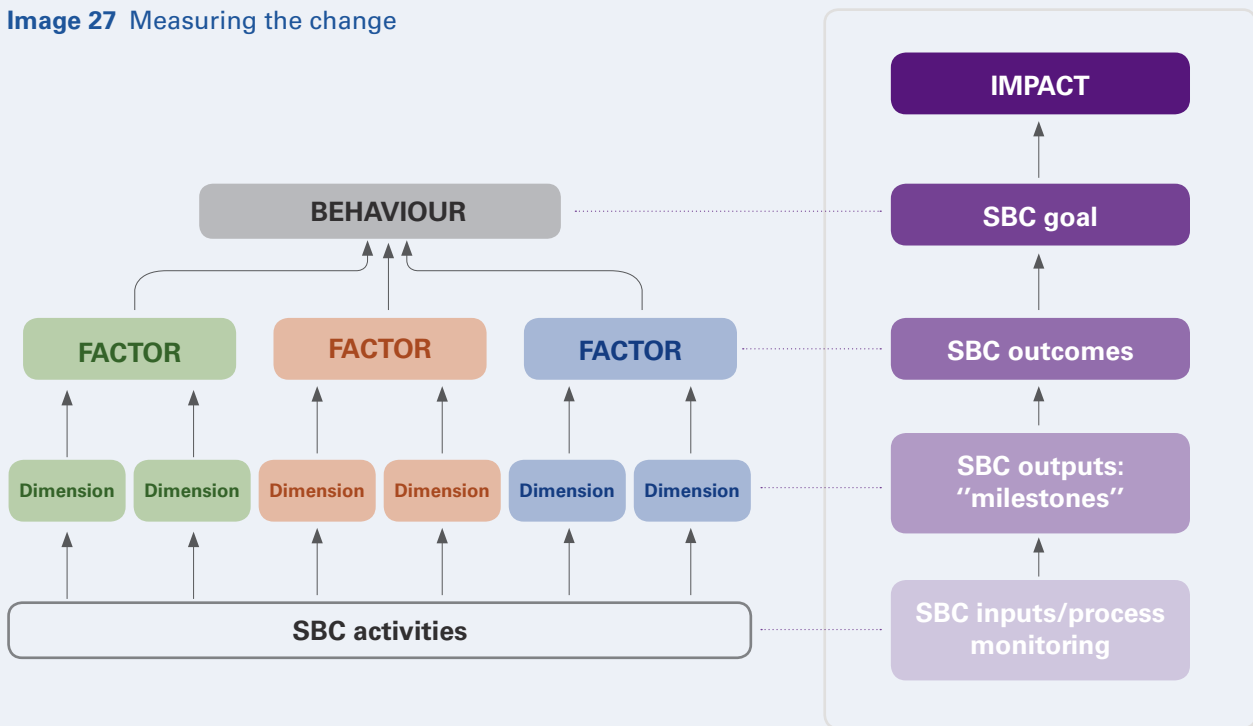 Image 27 Measuring the change
IMPACT
BEHAVIOUR
SBC goal
FACTOR
FACTOR
FACTOR
SBC outcomes
Dimension
Dimension
Dimension
Dimension
Dimension
Dimension
SBC outputs:
"milestones"
SBC activities
SBC inputs/process
monitoring